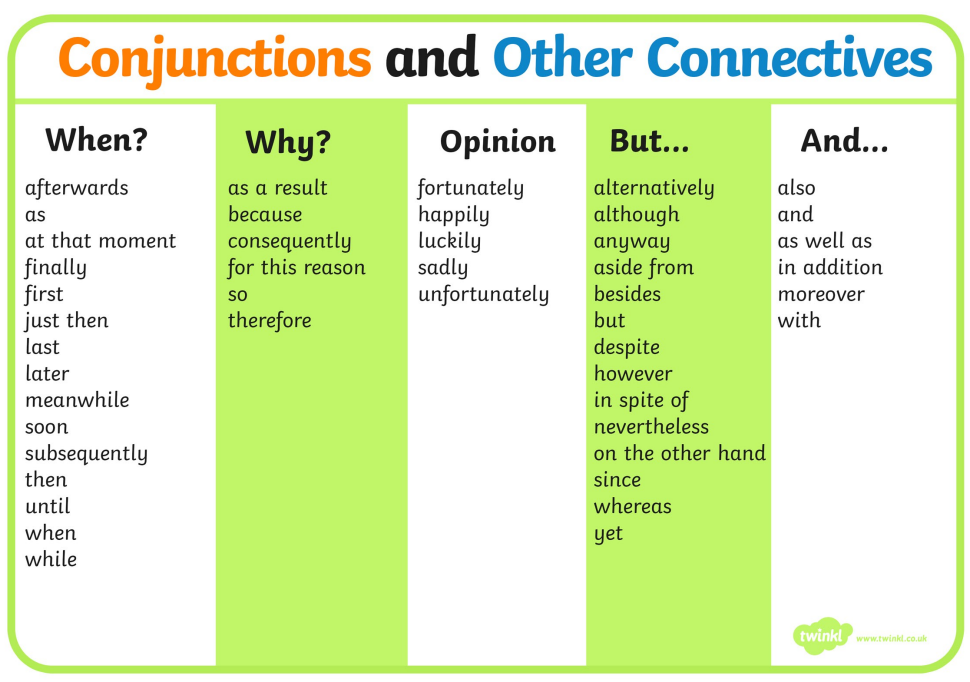 Conjunctions and Other Connectives
When?
afterwards
as
at that moment
finally
first
just then
last
later
meanwhile
soon
subsequently
then
until
when
while
Why?
as a result
because
consequently
for this reason
so
therefore
Opinion
fortunately
happily
luckily
sadly
unfortunately
But...
alternatively
although
anyway
aside from
besides
but
despite
however
in spite of
nevertheless
on the other hand
since
whereas
yet
And...
also
and
as well as
in addition
moreover
with
twinkl www.twinkl.co.uk